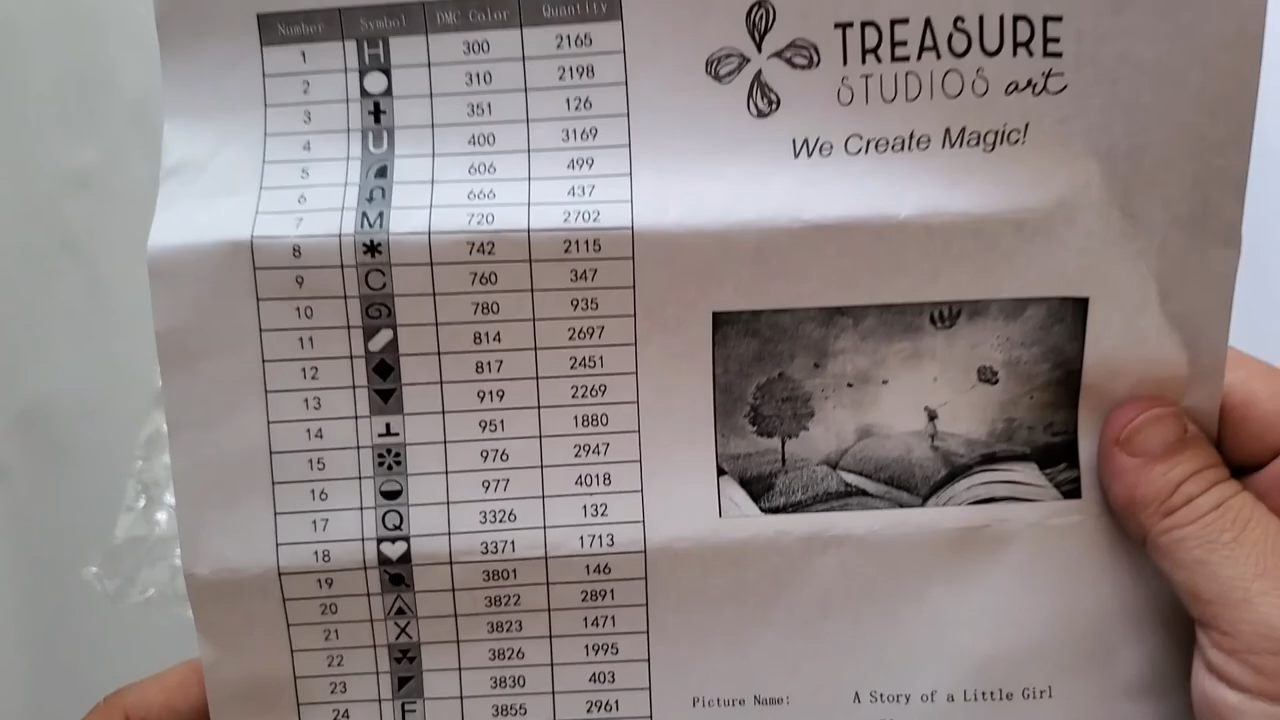 Number Symbol DMC Color Quantity
1 H 300 2165
2 310 2198
3 351 126
4 U 400 3169
5 606 499
6 666 437
7 M 720 2702
8 * 742 2115
9 C 760 347
10 780 935
11 814 2697
12 817 2451
13 919 2269
14 951 1880
15 976 2947
16 977 4018
17 Q 3326 132
18 3371 1713
19 3801 146
20 3822 2891
21 X 3823 1471
22 3826 1995
23 3830 403
24 F 3855 2961
TREASURE
STUDIOS art
We Create Magic!
Picture Name: A Story of a Little Girl